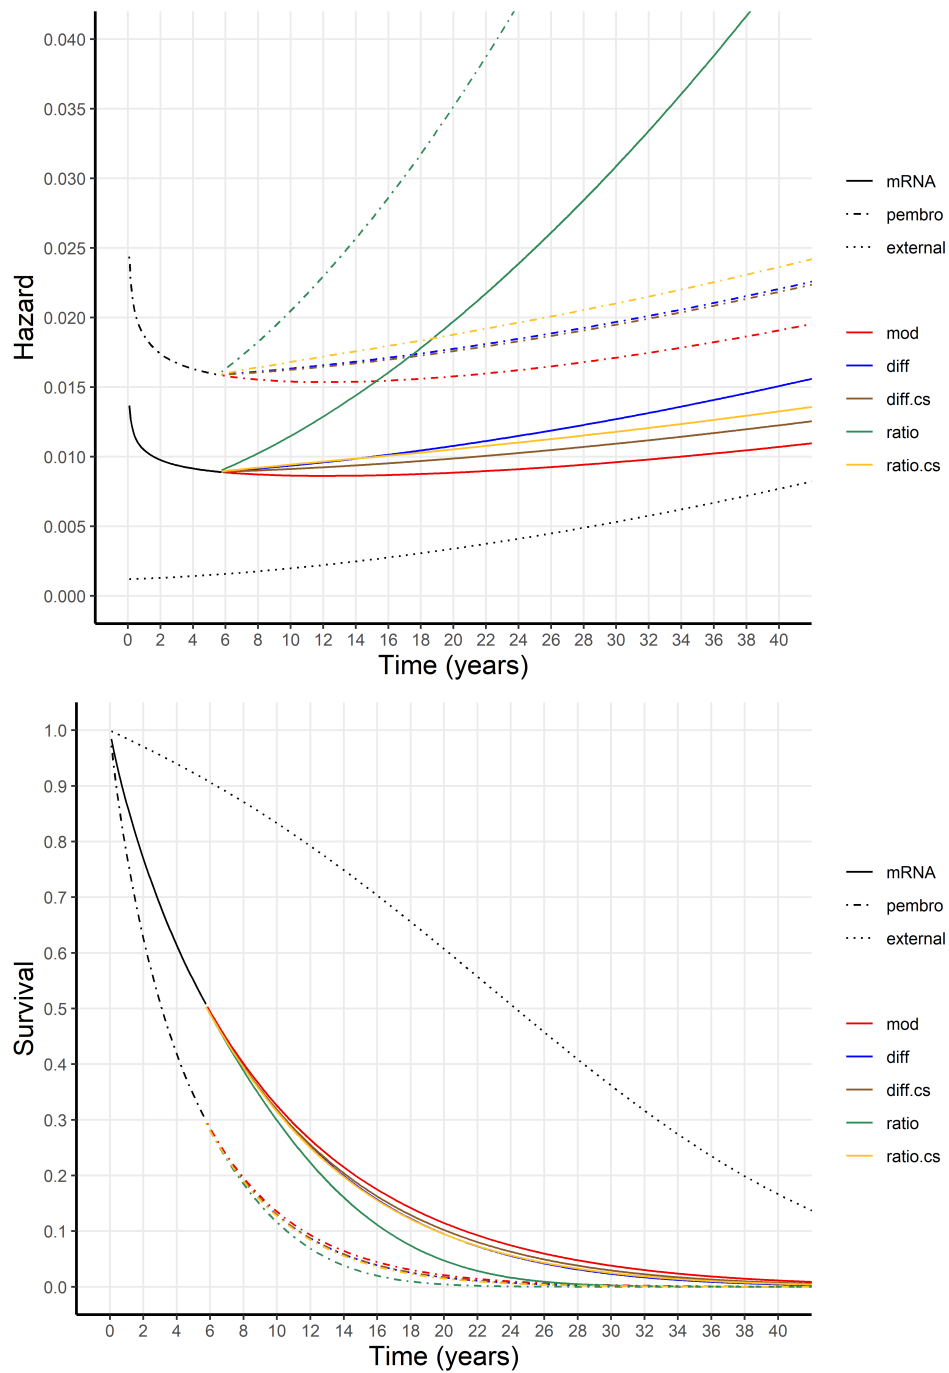 0.040
0.035
0.030
0.025
0.020
0.015
0.010
0.005
0.000
Hazard
0 2 4 6 8 10 12 14 16 18 20 22 24 26 28 30 32 34 36 38 40
Time (years)
mRNA
pembro
external
mod
diff
diff.cs
ratio
ratio.cs
1.0
0.9
0.8
0.7
0.6
0.5
0.4
0.3
0.2
0.1
0.0
Survival
0 2 4 6 8 10 12 14 16 18 20 22 24 26 28 30 32 34 36 38 40
Time (years)
mRNA
pembro
external
mod
diff
diff.cs
ratio
ratio.cs